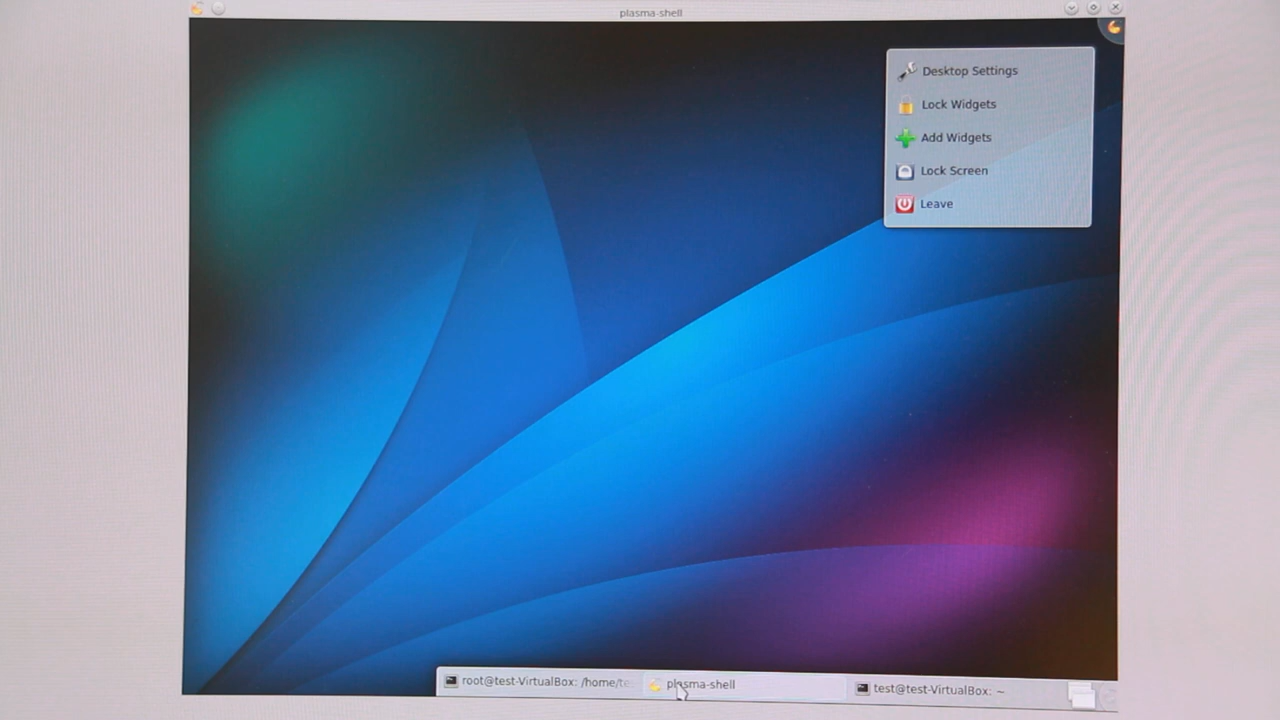 plasma-shell
Desktop Settings
Lock Widgets
Add Widgets
Lock Screen
Leave
root@test-VirtualBox: /home/te
plasma-shell
test@test-VirtualBox: ~